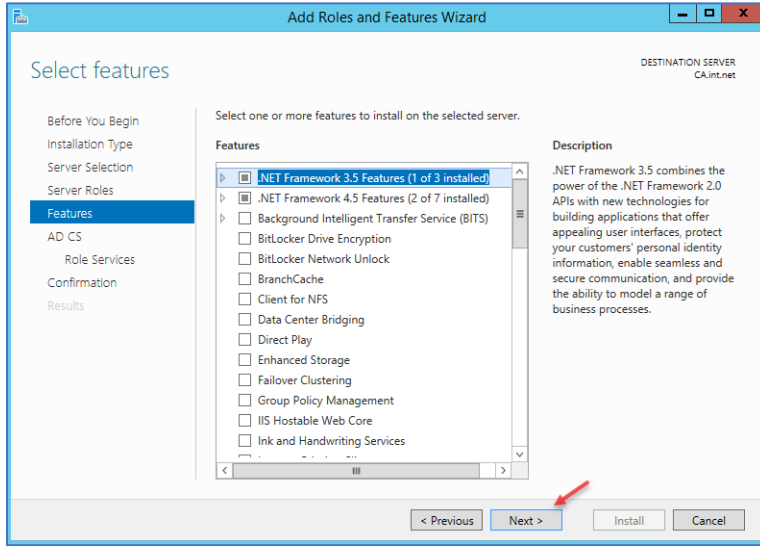 Add Roles and Features Wizard
Select features
DESTINATION SERVER
CA.int.net
Before You Begin
Installation Type
Server Selection
Server Roles
Features
AD CS
Role Services
Confirmation
Results
Select one or more features to install on the selected server.
Features
.NET Framework 3.5 Features (1 of 3 installed)
.NET Framework 4.5 Features (2 of 7 installed)
Background Intelligent Transfer Service (BITS)
BitLocker Drive Encryption
BitLocker Network Unlock
BranchCache
Client for NFS
Data Center Bridging
Direct Play
Enhanced Storage
Failover Clustering
Group Policy Management
IIS Hostable Web Core
Ink and Handwriting Services
Description
.NET Framework 3.5 combines the
power of the .NET Framework 2.0
APIs with new technologies for
building applications that offer
appealing user interfaces, protect
your customers' personal identity
information, enable seamless and
secure communication, and provide
the ability to model a range of
business processes.
< Previous
Next >
Install
Cancel